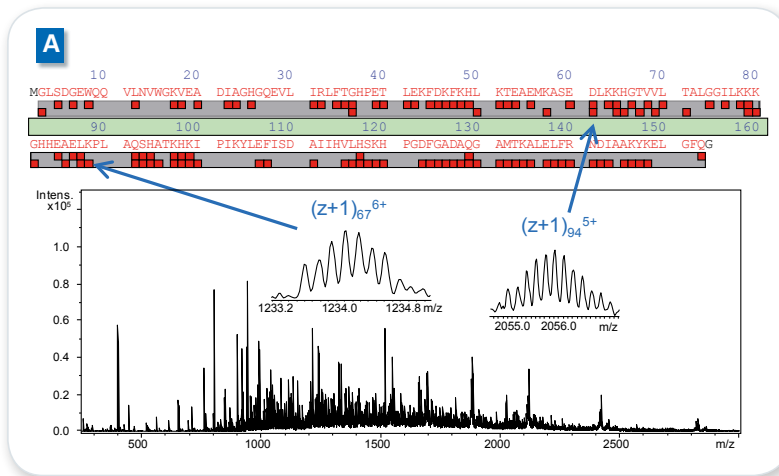 A
10 20 30 40 50 60 70 80
MGLSDGEWQQ VLNVWGKVEA DIAGHGQEVL IRLFTGHPET LEKFDKFKHL KTEAEMKASE DLKKHGTVVL TALGGILKKK
90 100 110 120 130 140 150 160
GHHEAELKPL AQSHATKHKI PIKYLEFISD AIIHVLHSKH PGDFGADAQG AMTKALELFR NDIAAKYKEL GFQG
Intens.
x10⁵
(z+1)₆₇⁶⁺ (z+1)₉₄⁵⁺
1.0
0.8
1233.2 1234.0 1234.8 m/z
2055.0 2056.0 m/z
0.6
0.4
0.2
0.0
500 1000 1500 2000 2500 m/z